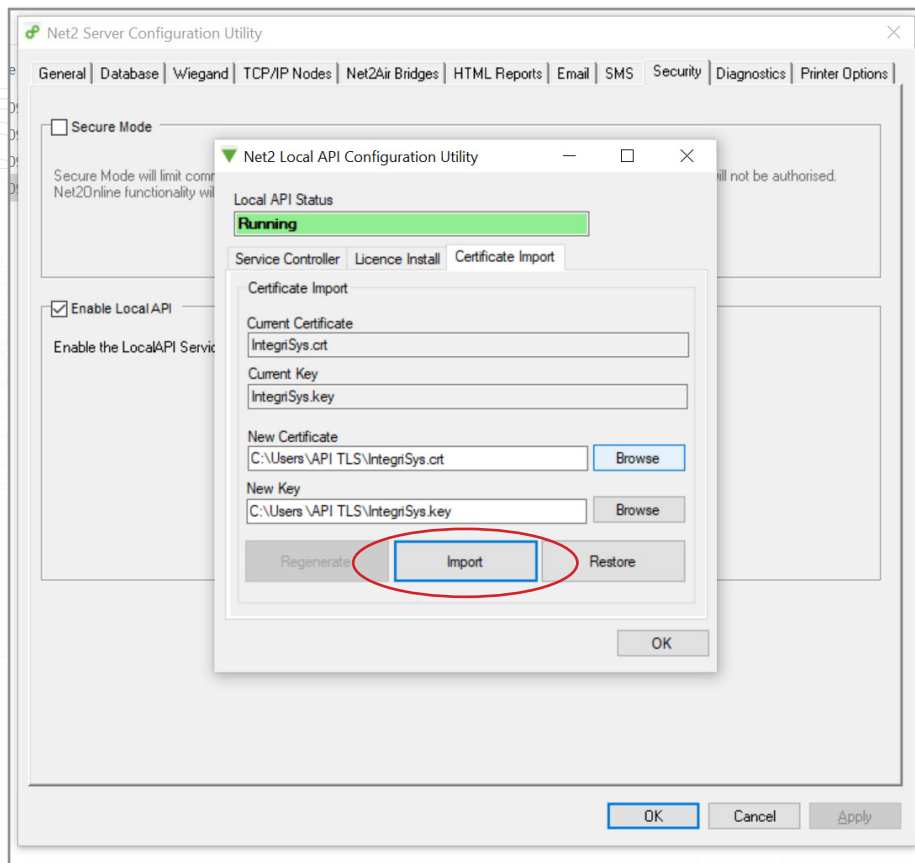 Net2 Server Configuration Utility
General Database Wiegand TCP/IP Nodes Net2Air Bridges HTML Reports Email SMS Security Diagnostics Printer Options
Secure Mode
Secure Mode will limit
ill not be authorised.
Net2Online functionality
Enable Local API
Enable the LocalAPI
Net2 Local API Configuration Utility
Local API Status
Running
Service Controller Licence Install Certificate Import
Certificate Import
Current Certificate
IntegriSys.crt
Current Key
IntegriSys.key
New Certificate
C:\Users\API TLS\IntegriSys.crt Browse
New Key
C:\Users \API TLS\IntegriSys.key Browse
Regenerate Import Restore
OK
OK Cancel Apply